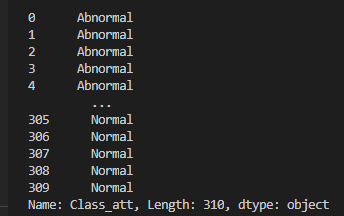 0      Abnormal
1      Abnormal
2      Abnormal
3      Abnormal
4      Abnormal
         ...
305      Normal
306      Normal
307      Normal
308      Normal
309      Normal
Name: Class_att, Length: 310, dtype: object